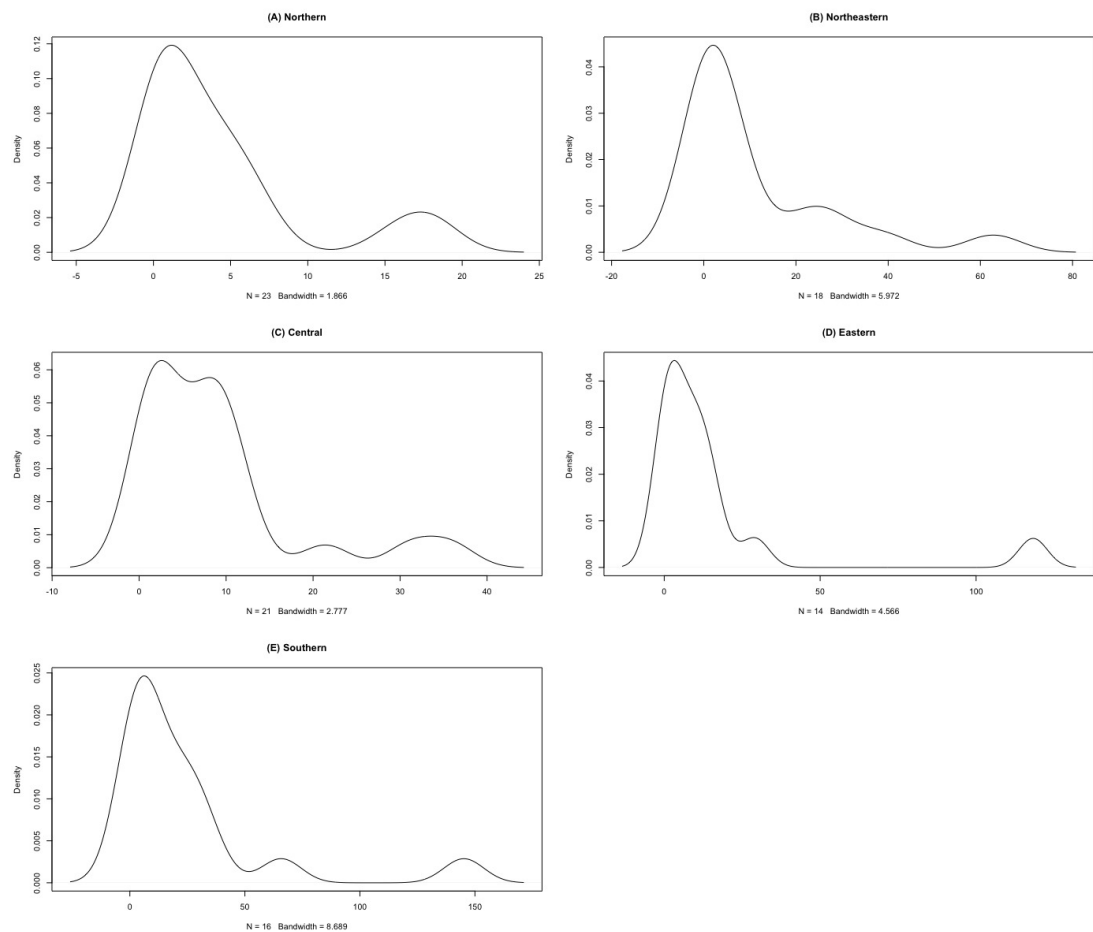 (A) Northern
Density
0.00 0.02 0.04 0.06 0.08 0.10 0.12
-5 0 5 10 15 20 25
N = 23 Bandwidth = 1.866
(B) Northeastern
Density
0.00 0.01 0.02 0.03 0.04
-20 0 20 40 60 80
N = 18 Bandwidth = 5.972
(C) Central
Density
0.00 0.01 0.02 0.03 0.04 0.05 0.06
-10 0 10 20 30 40
N = 21 Bandwidth = 2.777
(D) Eastern
Density
0.00 0.01 0.02 0.03 0.04
0 50 100
N = 14 Bandwidth = 4.566
(E) Southern
Density
0.000 0.005 0.010 0.015 0.020 0.025
0 50 100 150
N = 16 Bandwidth = 8.689